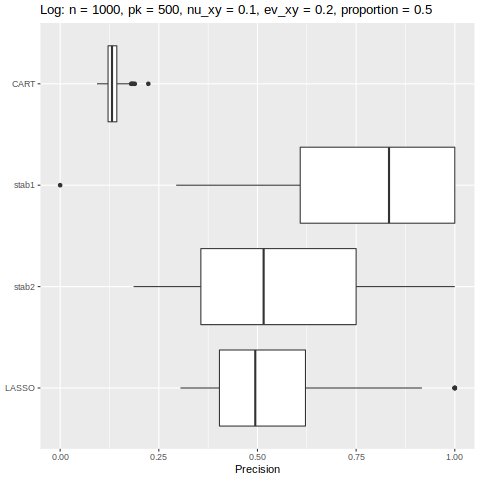 Log: n = 1000, pk = 500, nu_xy = 0.1, ev_xy = 0.2, proportion = 0.5
CART
stab1
stab2
LASSO
0.00 0.25 0.50 0.75 1.00
Precision